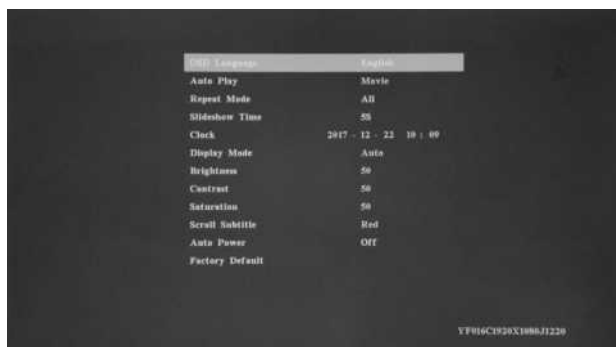 OSD Language English
Auto Play Movie
Repeat Mode All
Slideshow Time 5S
Clock 2017 - 12 - 22 10 : 09
Display Mode Auto
Brightness 50
Contrast 50
Saturation 50
Scroll Subtitle Red
Auto Power Off
Factory Default
YF016C1920X1080J1220